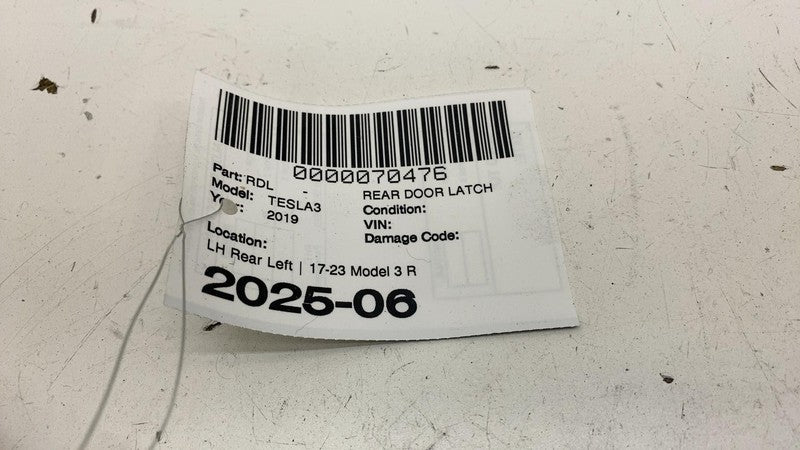 0000070476
Part: RDL - REAR DOOR LATCH
Model: TESLA3 Condition:
Year: 2019 VIN:
Damage Code:
Location:
LH Rear Left | 17-23 Model 3 R
2025-06